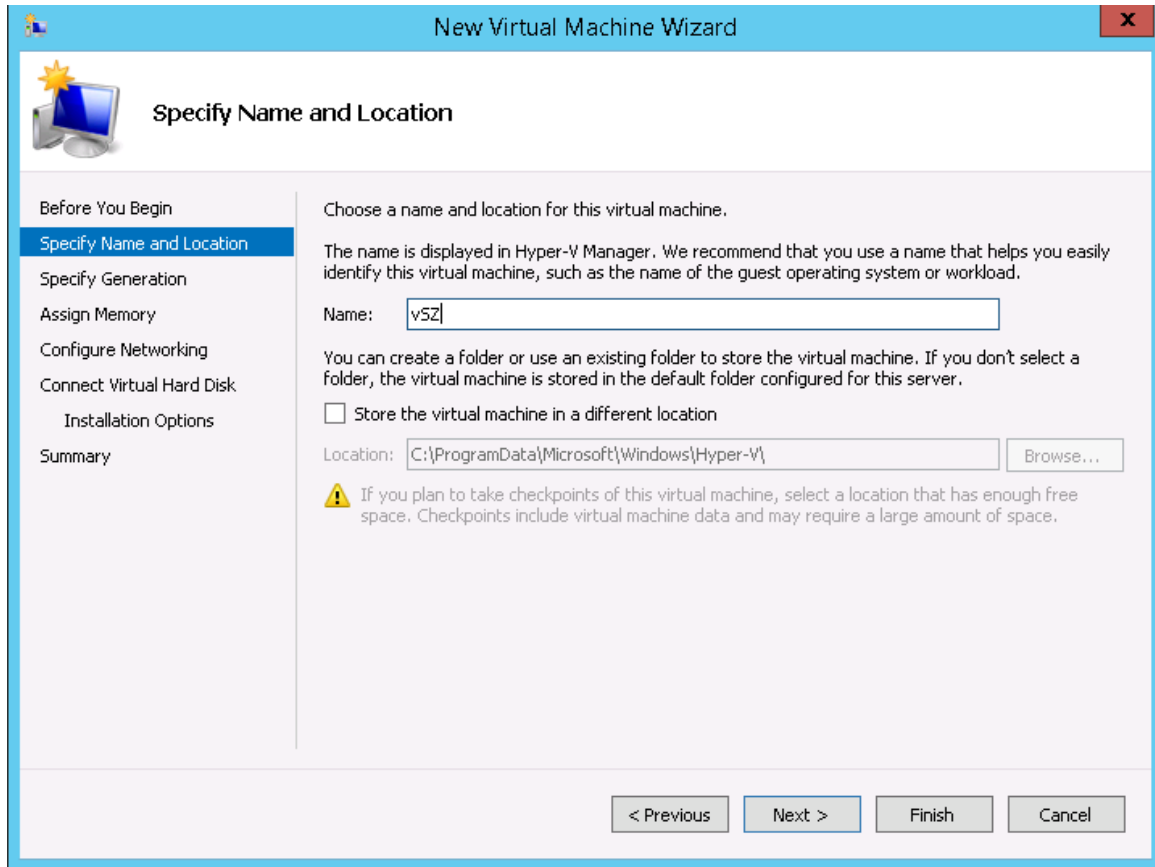 New Virtual Machine Wizard
x
Specify Name and Location
Before You Begin
Specify Name and Location
Specify Generation
Assign Memory
Configure Networking
Connect Virtual Hard Disk
Installation Options
Summary
Choose a name and location for this virtual machine.
The name is displayed in Hyper-V Manager. We recommend that you use a name that helps you easily
identify this virtual machine, such as the name of the guest operating system or workload.
Name: vSZ
You can create a folder or use an existing folder to store the virtual machine. If you don't select a
folder, the virtual machine is stored in the default folder configured for this server.
Store the virtual machine in a different location
Location: C:\ProgramData\Microsoft\Windows\Hyper-V\ Browse...
If you plan to take checkpoints of this virtual machine, select a location that has enough free
space. Checkpoints include virtual machine data and may require a large amount of space.
< Previous Next > Finish Cancel